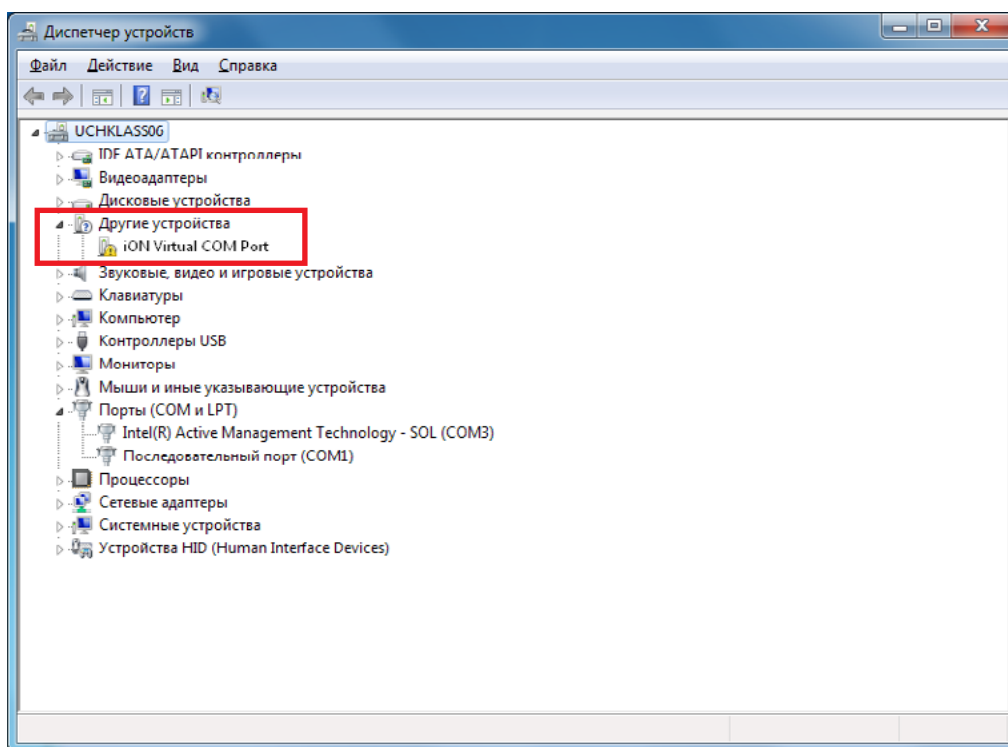 Диспетчер устройств
Файл Действие Вид Справка
UCHKLASS06
IDE ATA/ATAPI контроллеры
Видеоадаптеры
Дисковые устройства
Другие устройства
iON Virtual COM Port
Звуковые, видео и игровые устройства
Клавиатуры
Компьютер
Контроллеры USB
Мониторы
Мыши и иные указывающие устройства
Порты (COM и LPT)
Intel(R) Active Management Technology - SOL (COM3)
Последовательный порт (COM1)
Процессоры
Сетевые адаптеры
Системные устройства
Устройства HID (Human Interface Devices)